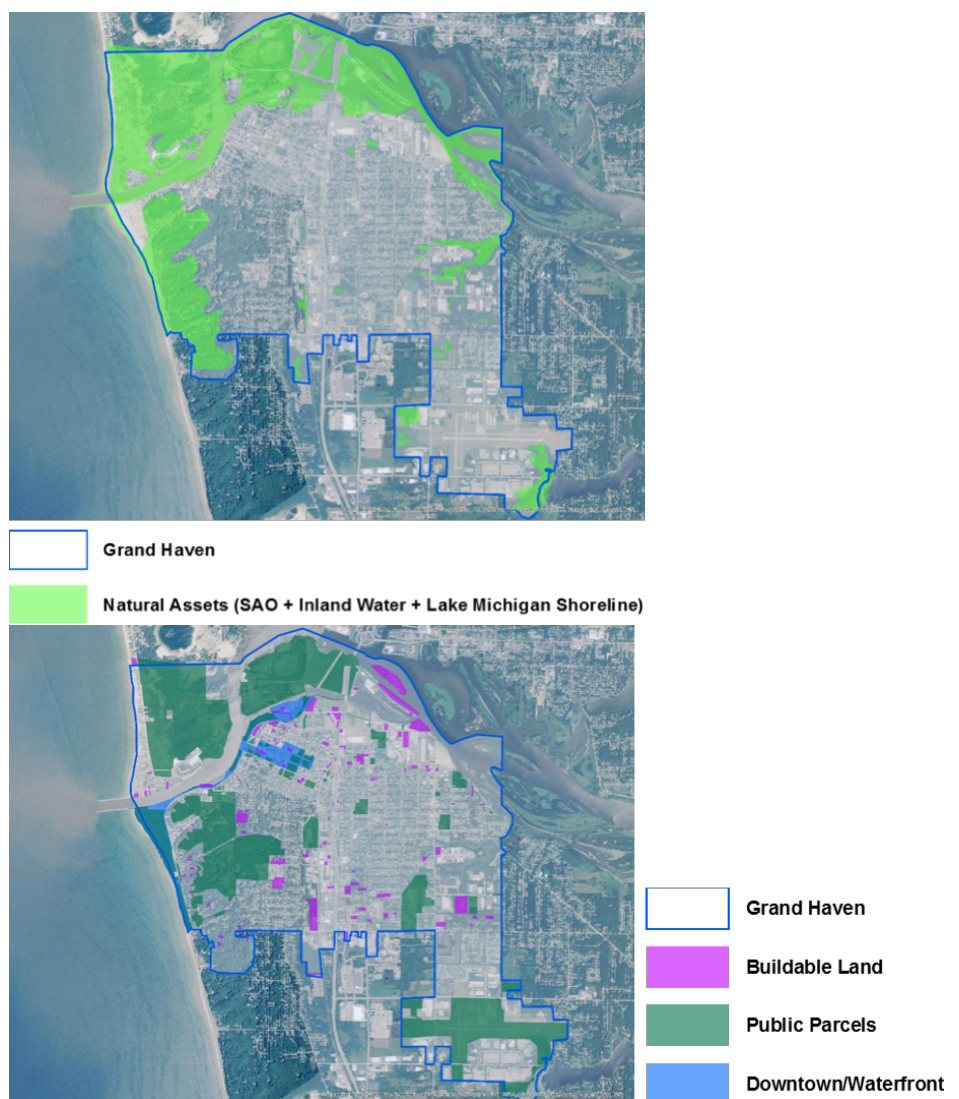 Grand Haven
Natural Assets (SAO + Inland Water + Lake Michigan Shoreline)
Grand Haven
Buildable Land
Public Parcels
Downtown/Waterfront